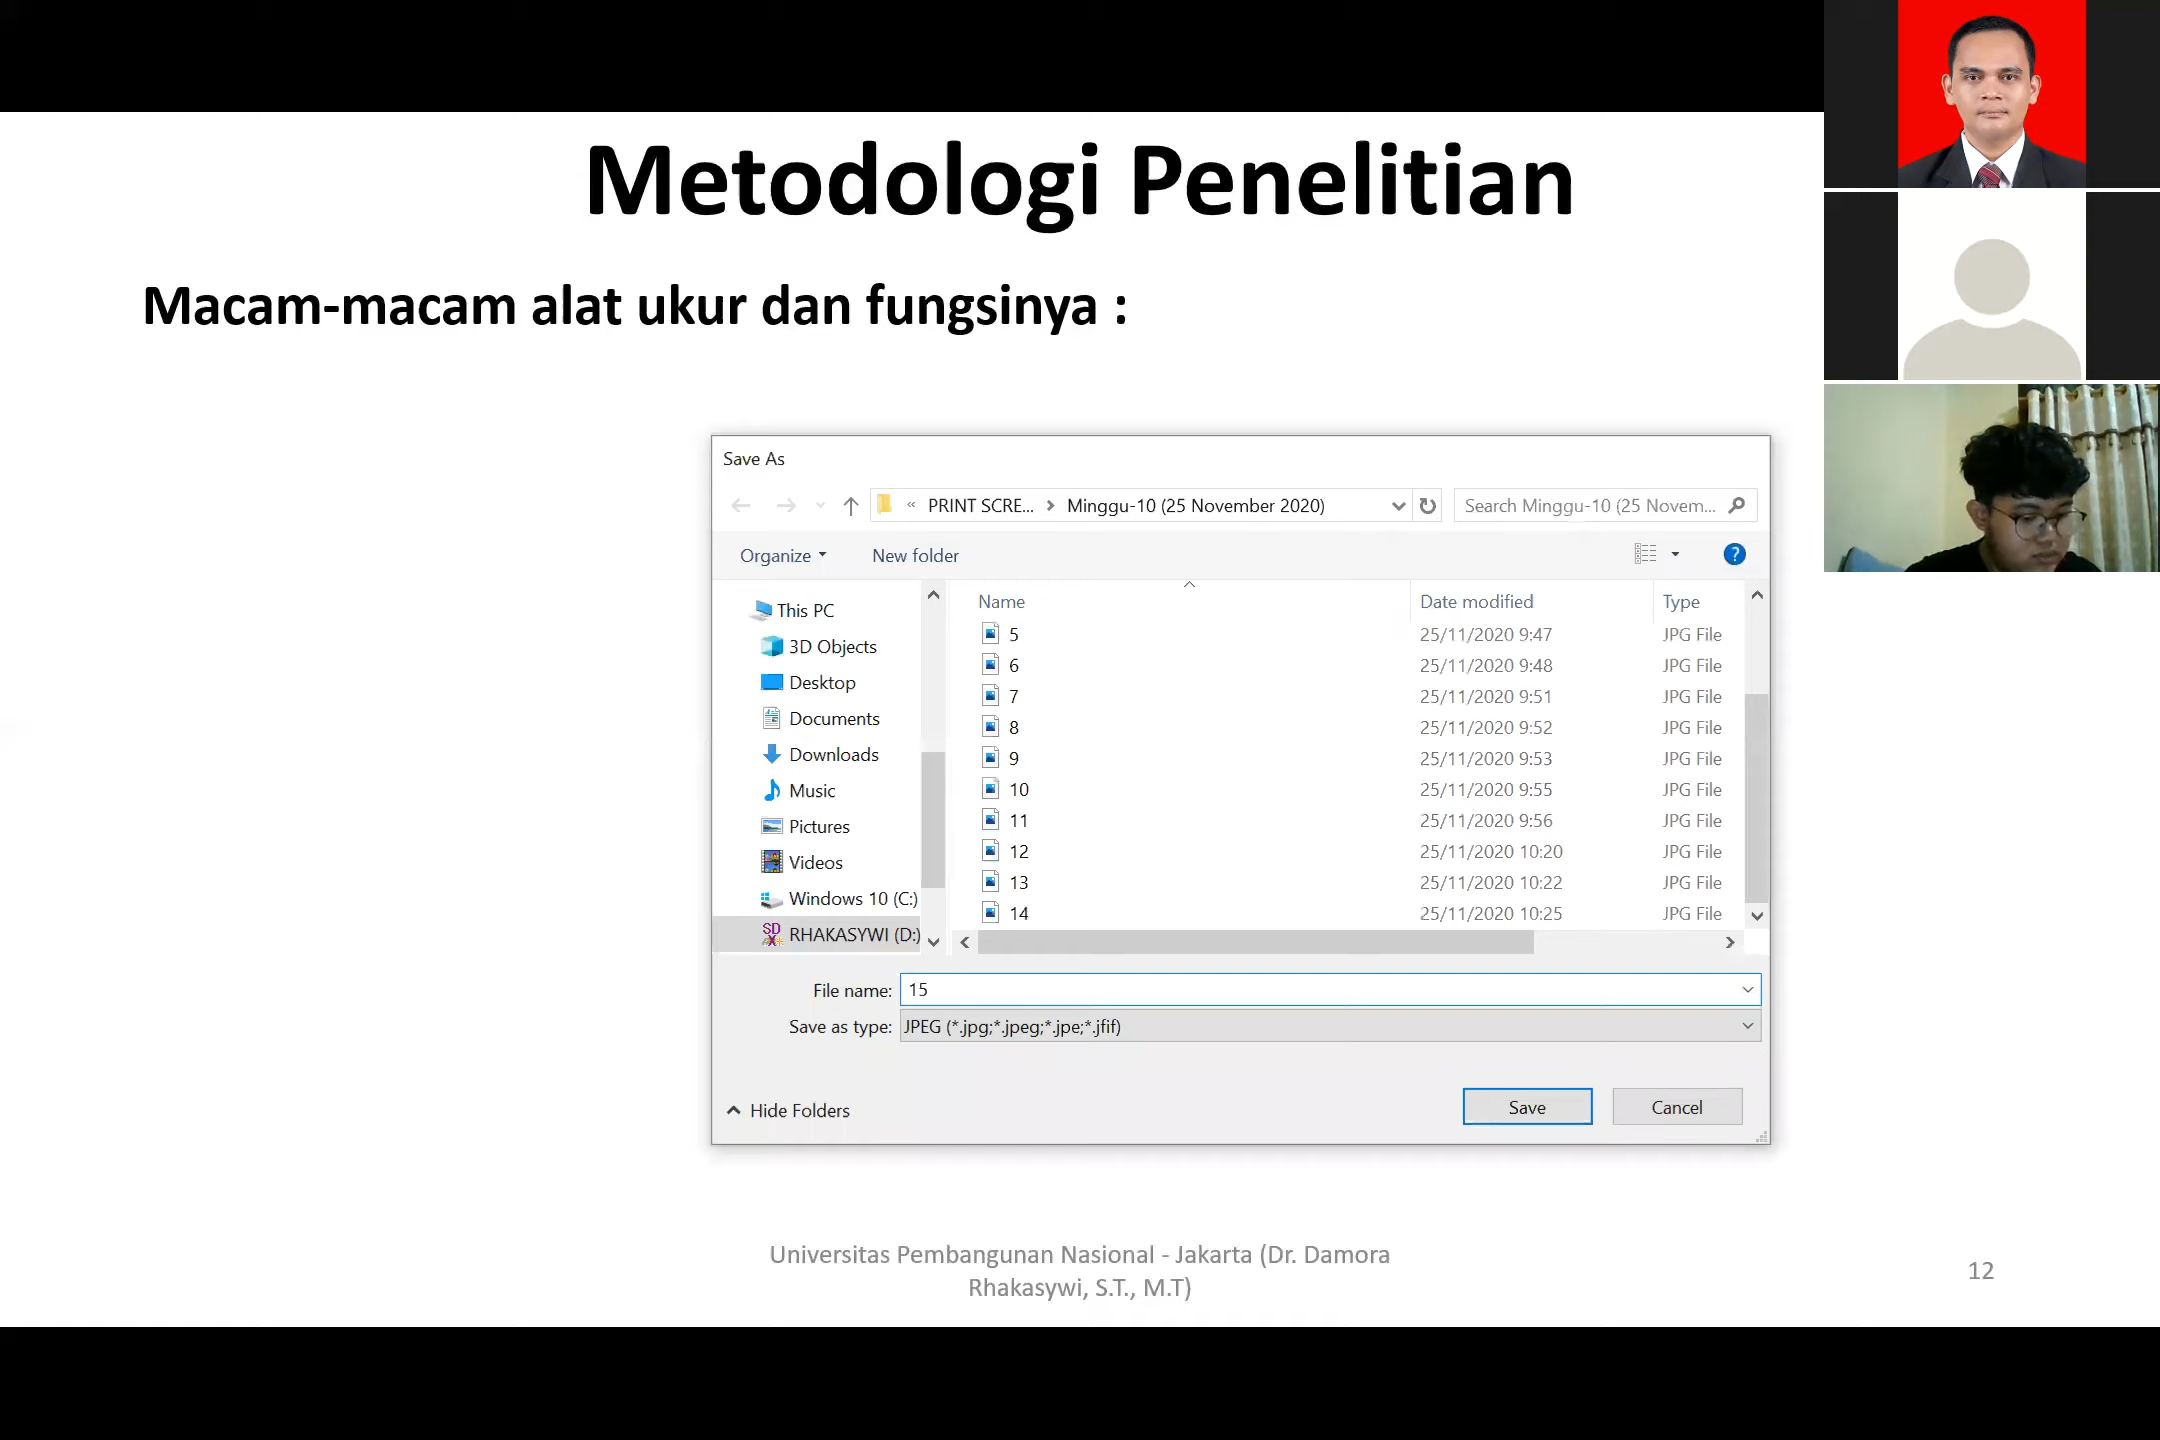 Metodologi Penelitian
Macam-macam alat ukur dan fungsinya :
Save As
« PRINT SCRE... > Minggu-10 (25 November 2020)
Search Minggu-10 (25 Novem...
Organize
New folder
?
This PC
3D Objects
Desktop
Documents
Downloads
Music
Pictures
Videos
Windows 10 (C:)
RHAKASYWI (D:)
Name Date modified Type
5 25/11/2020 9:47 JPG File
6 25/11/2020 9:48 JPG File
7 25/11/2020 9:51 JPG File
8 25/11/2020 9:52 JPG File
9 25/11/2020 9:53 JPG File
10 25/11/2020 9:55 JPG File
11 25/11/2020 9:56 JPG File
12 25/11/2020 10:20 JPG File
13 25/11/2020 10:22 JPG File
14 25/11/2020 10:25 JPG File
File name: 15
Save as type: JPEG (*.jpg;*.jpeg;*.jpe;*.jfif)
Hide Folders
Save
Cancel
Universitas Pembangunan Nasional - Jakarta (Dr. Damora
Rhakasywi, S.T., M.T)
12